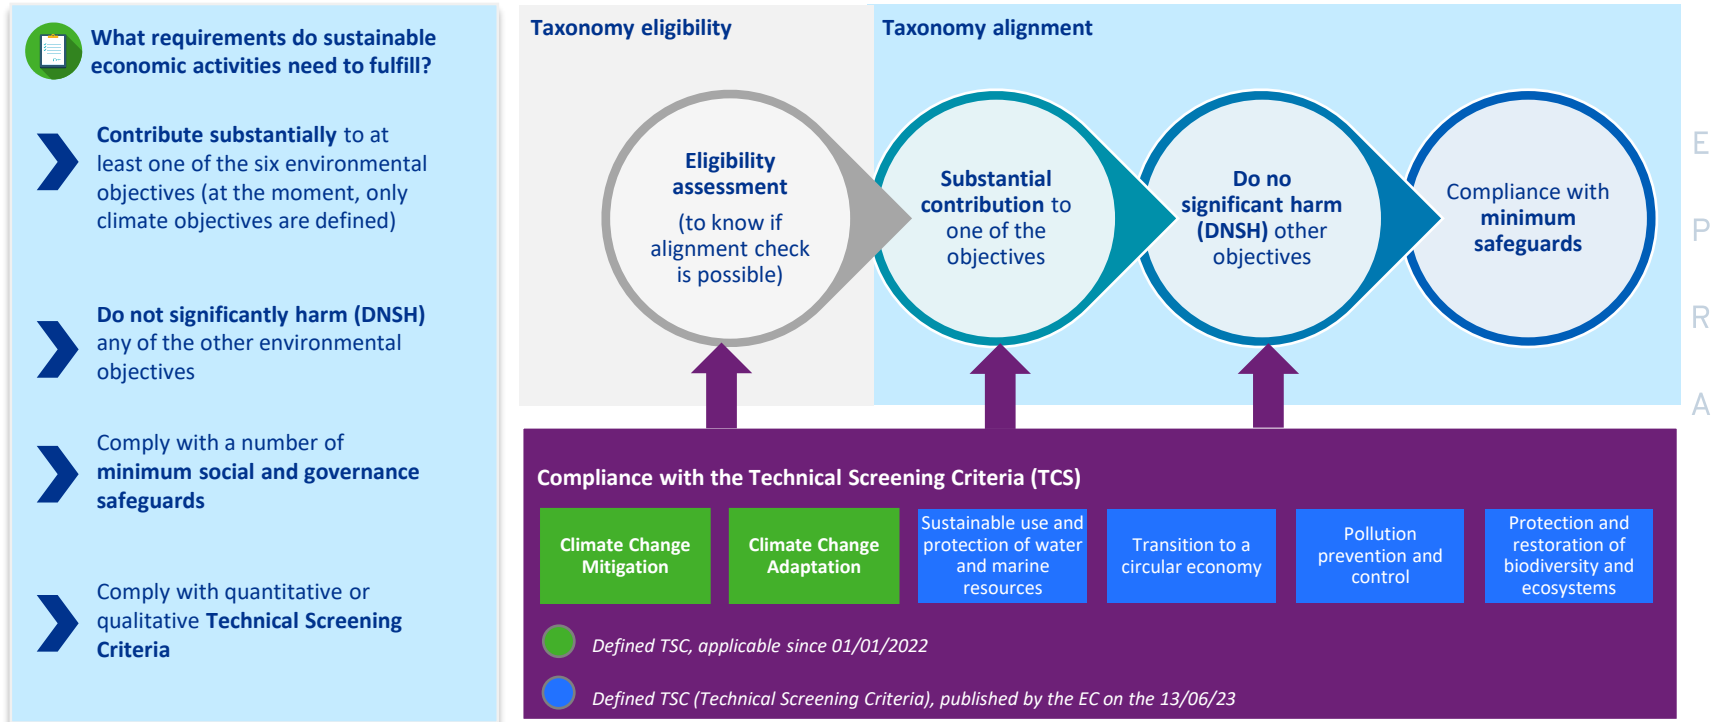 What requirements do sustainable
economic activities need to fulfill?
Contribute substantially to at
least one of the six environmental
objectives (at the moment, only
climate objectives are defined)
Do not significantly harm (DNSH)
any of the other environmental
objectives
Comply with a number of
minimum social and governance
safeguards
Comply with quantitative or
qualitative Technical Screening
Criteria
Taxonomy eligibility
Taxonomy alignment
Eligibility
assessment
(to know if
alignment check
is possible)
Substantial
contribution to
one of the
objectives
Do no
significant harm
(DNSH) other
objectives
Compliance with
minimum
safeguards
Compliance with the Technical Screening Criteria (TCS)
Climate Change
Mitigation
Climate Change
Adaptation
Sustainable use and
protection of water
and marine
resources
Transition to a
circular economy
Pollution
prevention and
control
Protection and
restoration of
biodiversity and
ecosystems
Defined TSC, applicable since 01/01/2022
Defined TSC (Technical Screening Criteria), published by the EC on the 13/06/23
E
P
R
A